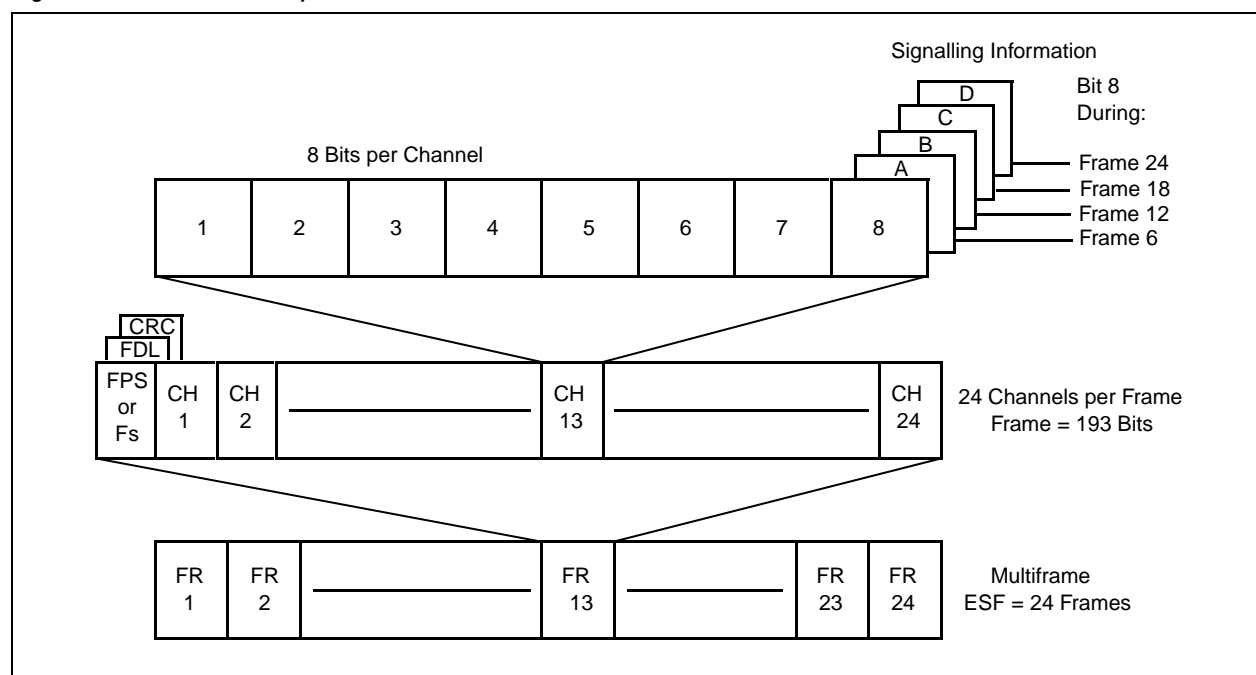 Signalling Information
Bit 8
During:
D
C
B
A
8 Bits per Channel
Frame 24
Frame 18
Frame 12
Frame 6
1 2 3 4 5 6 7 8
CRC
FDL
FPS
or
Fs
CH
1
CH
2
CH
13
CH
24
24 Channels per Frame
Frame = 193 Bits
FR
1
FR
2
FR
13
FR
23
FR
24
Multiframe
ESF = 24 Frames